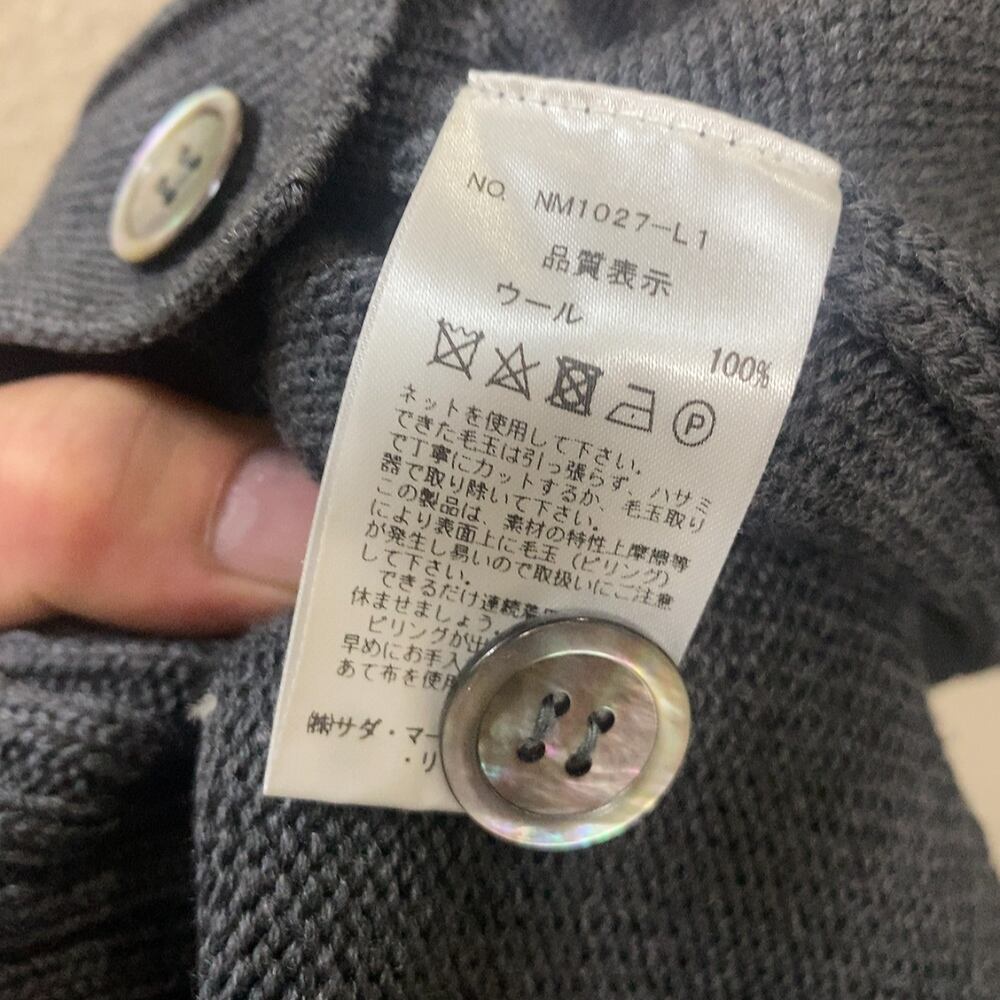 NO. NM1027-L1
品質表示
ウール
100%
P
ネットを使用して下さい。
できた毛玉は引っ張らず、ハサミ
で丁寧にカットするか、毛玉取り
器で取り除いて下さい。
この製品は、素材の特性上摩擦等
により表面上に毛玉(ピリング)
が発生し易いので取扱いにご注意
して下さい。
できるだけ連続着
休ませましょう
ピリングが出
早めにお手入
あて布を使用
㈱サダ・マー
・リ